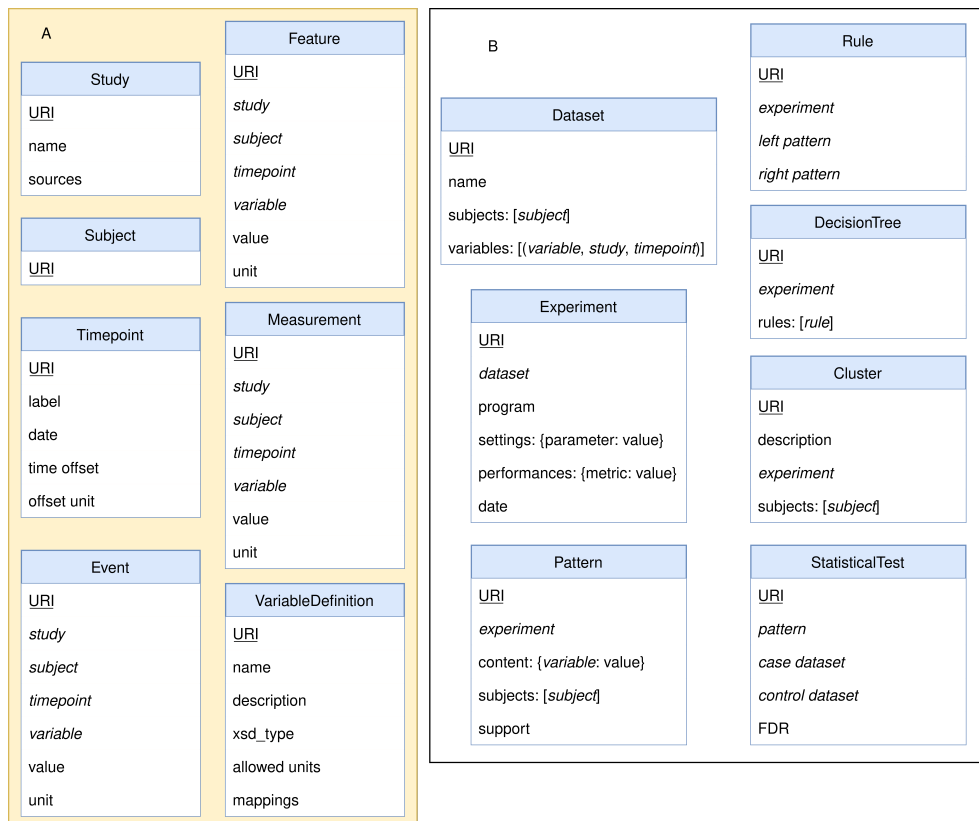 A
Study
URI
name
sources
Subject
URI
Timepoint
URI
label
date
time offset
offset unit
Event
URI
study
subject
timepoint
variable
value
unit
Feature
URI
study
subject
timepoint
variable
value
unit
Measurement
URI
study
subject
timepoint
variable
value
unit
VariableDefinition
URI
name
description
xsd_type
allowed units
mappings
B
Dataset
URI
name
subjects: [subject]
variables: [(variable, study, timepoint)]
Experiment
URI
dataset
program
settings: {parameter: value}
performances: {metric: value}
date
Pattern
URI
experiment
content: {variable: value}
subjects: [subject]
support
Rule
URI
experiment
left pattern
right pattern
DecisionTree
URI
experiment
rules: [rule]
Cluster
URI
description
experiment
subjects: [subject]
StatisticalTest
URI
pattern
case dataset
control dataset
FDR